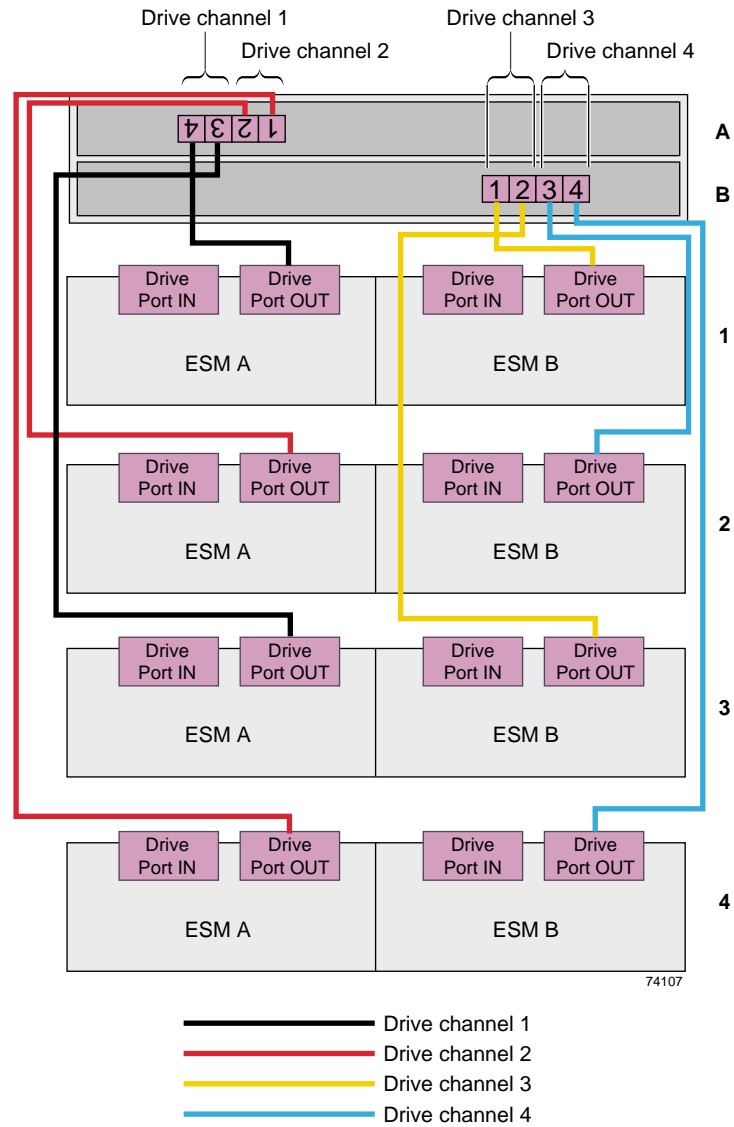 Drive channel 1
Drive channel 3
Drive channel 2
Drive channel 4
4 3 2 1
A
1 2 3 4
B
Drive
Port IN
Drive
Port OUT
Drive
Port IN
Drive
Port OUT
ESM A
ESM B
1
Drive
Port IN
Drive
Port OUT
Drive
Port IN
Drive
Port OUT
ESM A
ESM B
2
Drive
Port IN
Drive
Port OUT
Drive
Port IN
Drive
Port OUT
ESM A
ESM B
3
Drive
Port IN
Drive
Port OUT
Drive
Port IN
Drive
Port OUT
ESM A
ESM B
4
74107
Drive channel 1
Drive channel 2
Drive channel 3
Drive channel 4